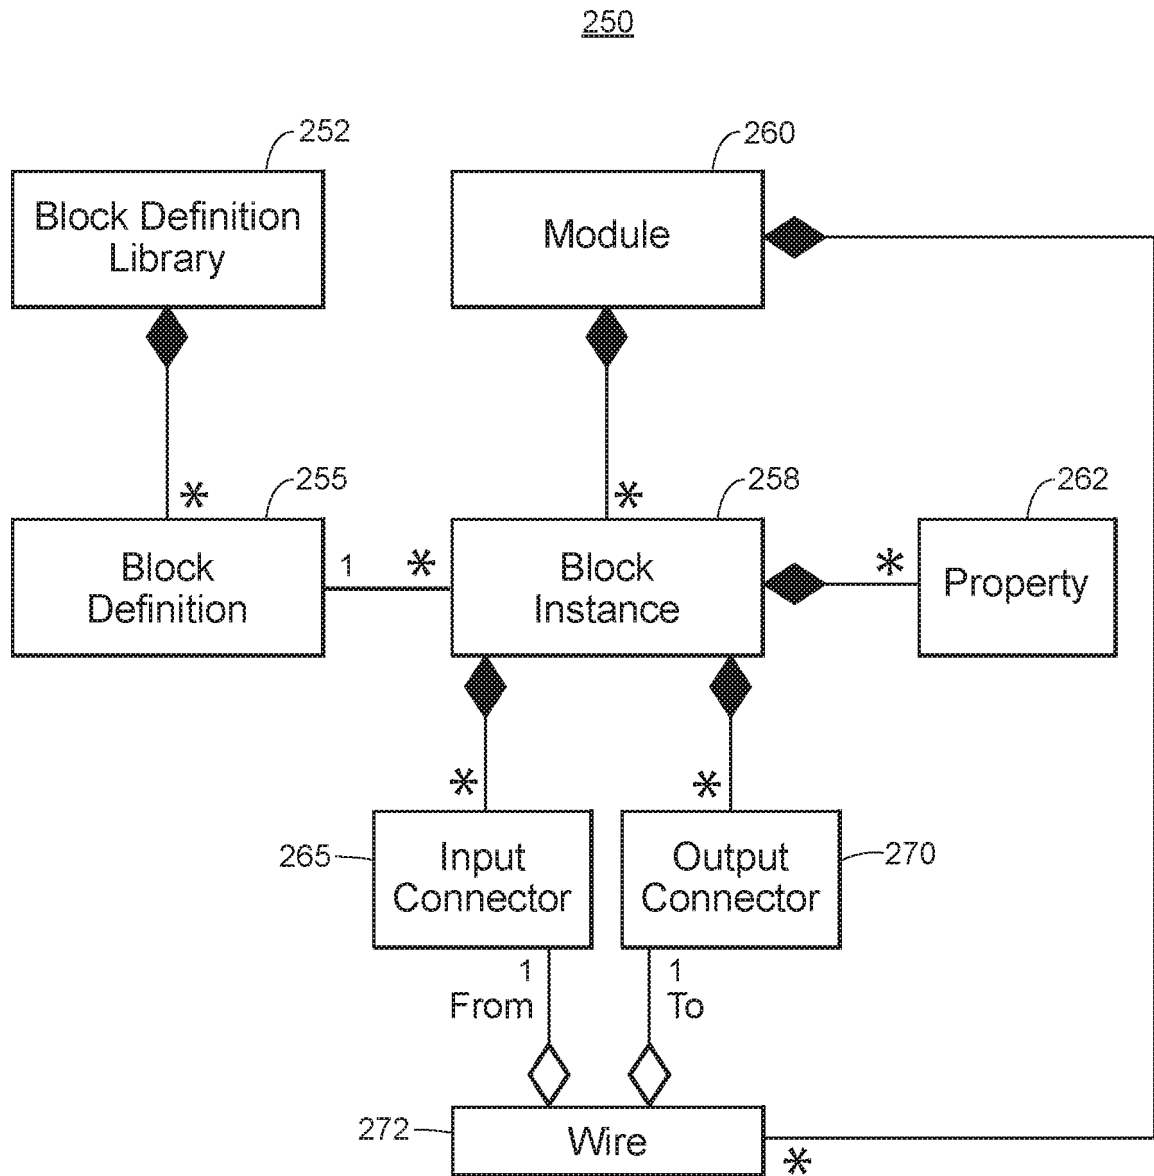 250
252
260
Block Definition
Library
Module
*
255
*
258
262
Block
Definition
1
*
Block
Instance
*
Property
*
*
265
Input
Connector
Output
Connector
270
1
From
1
To
272
Wire
*